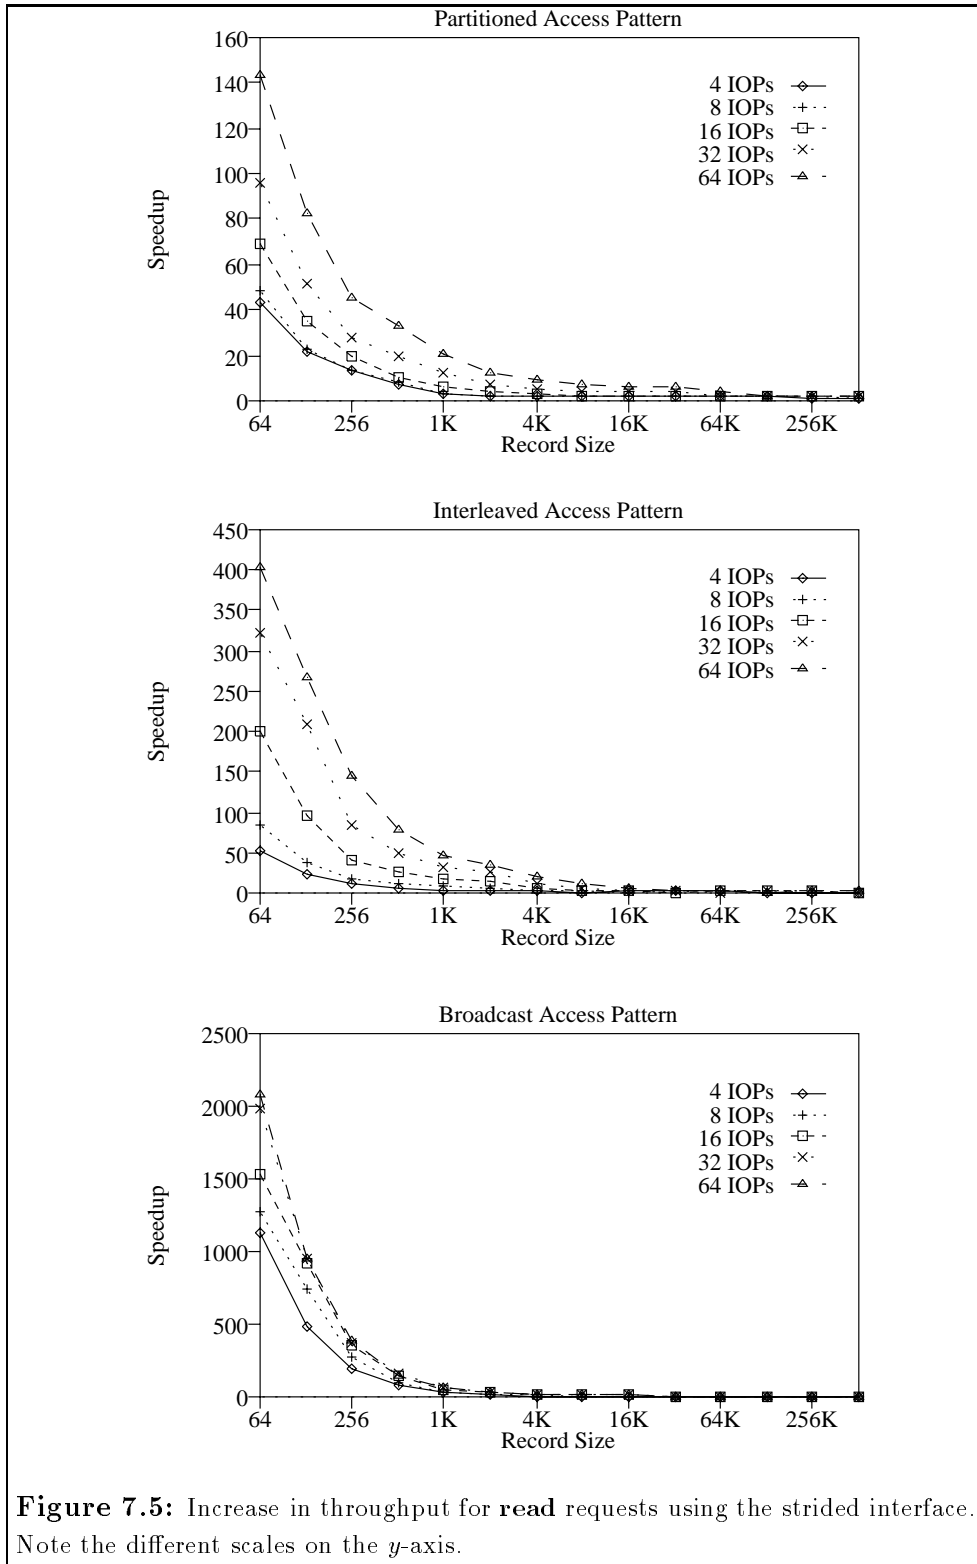 Partitioned Access Pattern
160
140
120
100
80
60
40
20
0
Speedup
4 IOPs
8 IOPs
16 IOPs
32 IOPs
64 IOPs
64 256 1K 4K 16K 64K 256K
Record Size
Interleaved Access Pattern
450
400
350
300
250
200
150
100
50
0
Speedup
4 IOPs
8 IOPs
16 IOPs
32 IOPs
64 IOPs
64 256 1K 4K 16K 64K 256K
Record Size
Broadcast Access Pattern
2500
2000
1500
1000
500
0
Speedup
4 IOPs
8 IOPs
16 IOPs
32 IOPs
64 IOPs
64 256 1K 4K 16K 64K 256K
Record Size
Figure 7.5: Increase in throughput for read requests using the strided interface.
Note the different scales on the y-axis.